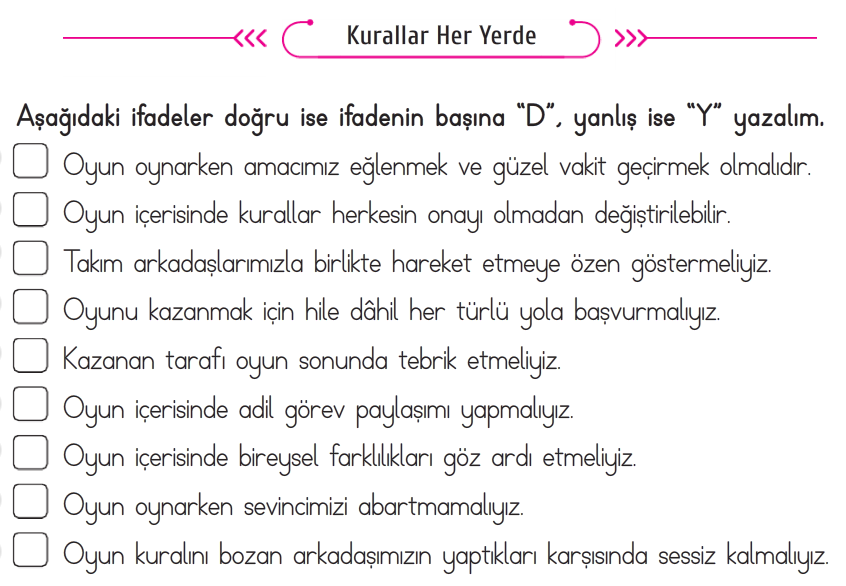 Kurallar Her Yerde
Aşağıdaki ifadeler doğru ise ifadenin başına "D", yanlış ise "Y" yazalım.
Oyun oynarken amacımız eğlenmek ve güzel vakit geçirmek olmalıdır.
Oyun içerisinde kurallar herkesin onayı olmadan değiştirilebilir.
Takım arkadaşlarımızla birlikte hareket etmeye özen göstermeliyiz.
Oyunu kazanmak için hile dâhil her türlü yola başvurmalıyız.
Kazanan tarafı oyun sonunda tebrik etmeliyiz.
Oyun içerisinde adil görev paylaşımı yapmalıyız.
Oyun içerisinde bireysel farklılıkları göz ardı etmeliyiz.
Oyun oynarken sevincimizi abartmamalıyız.
Oyun kuralını bozan arkadaşımızın yaptıkları karşısında sessiz kalmalıyız.